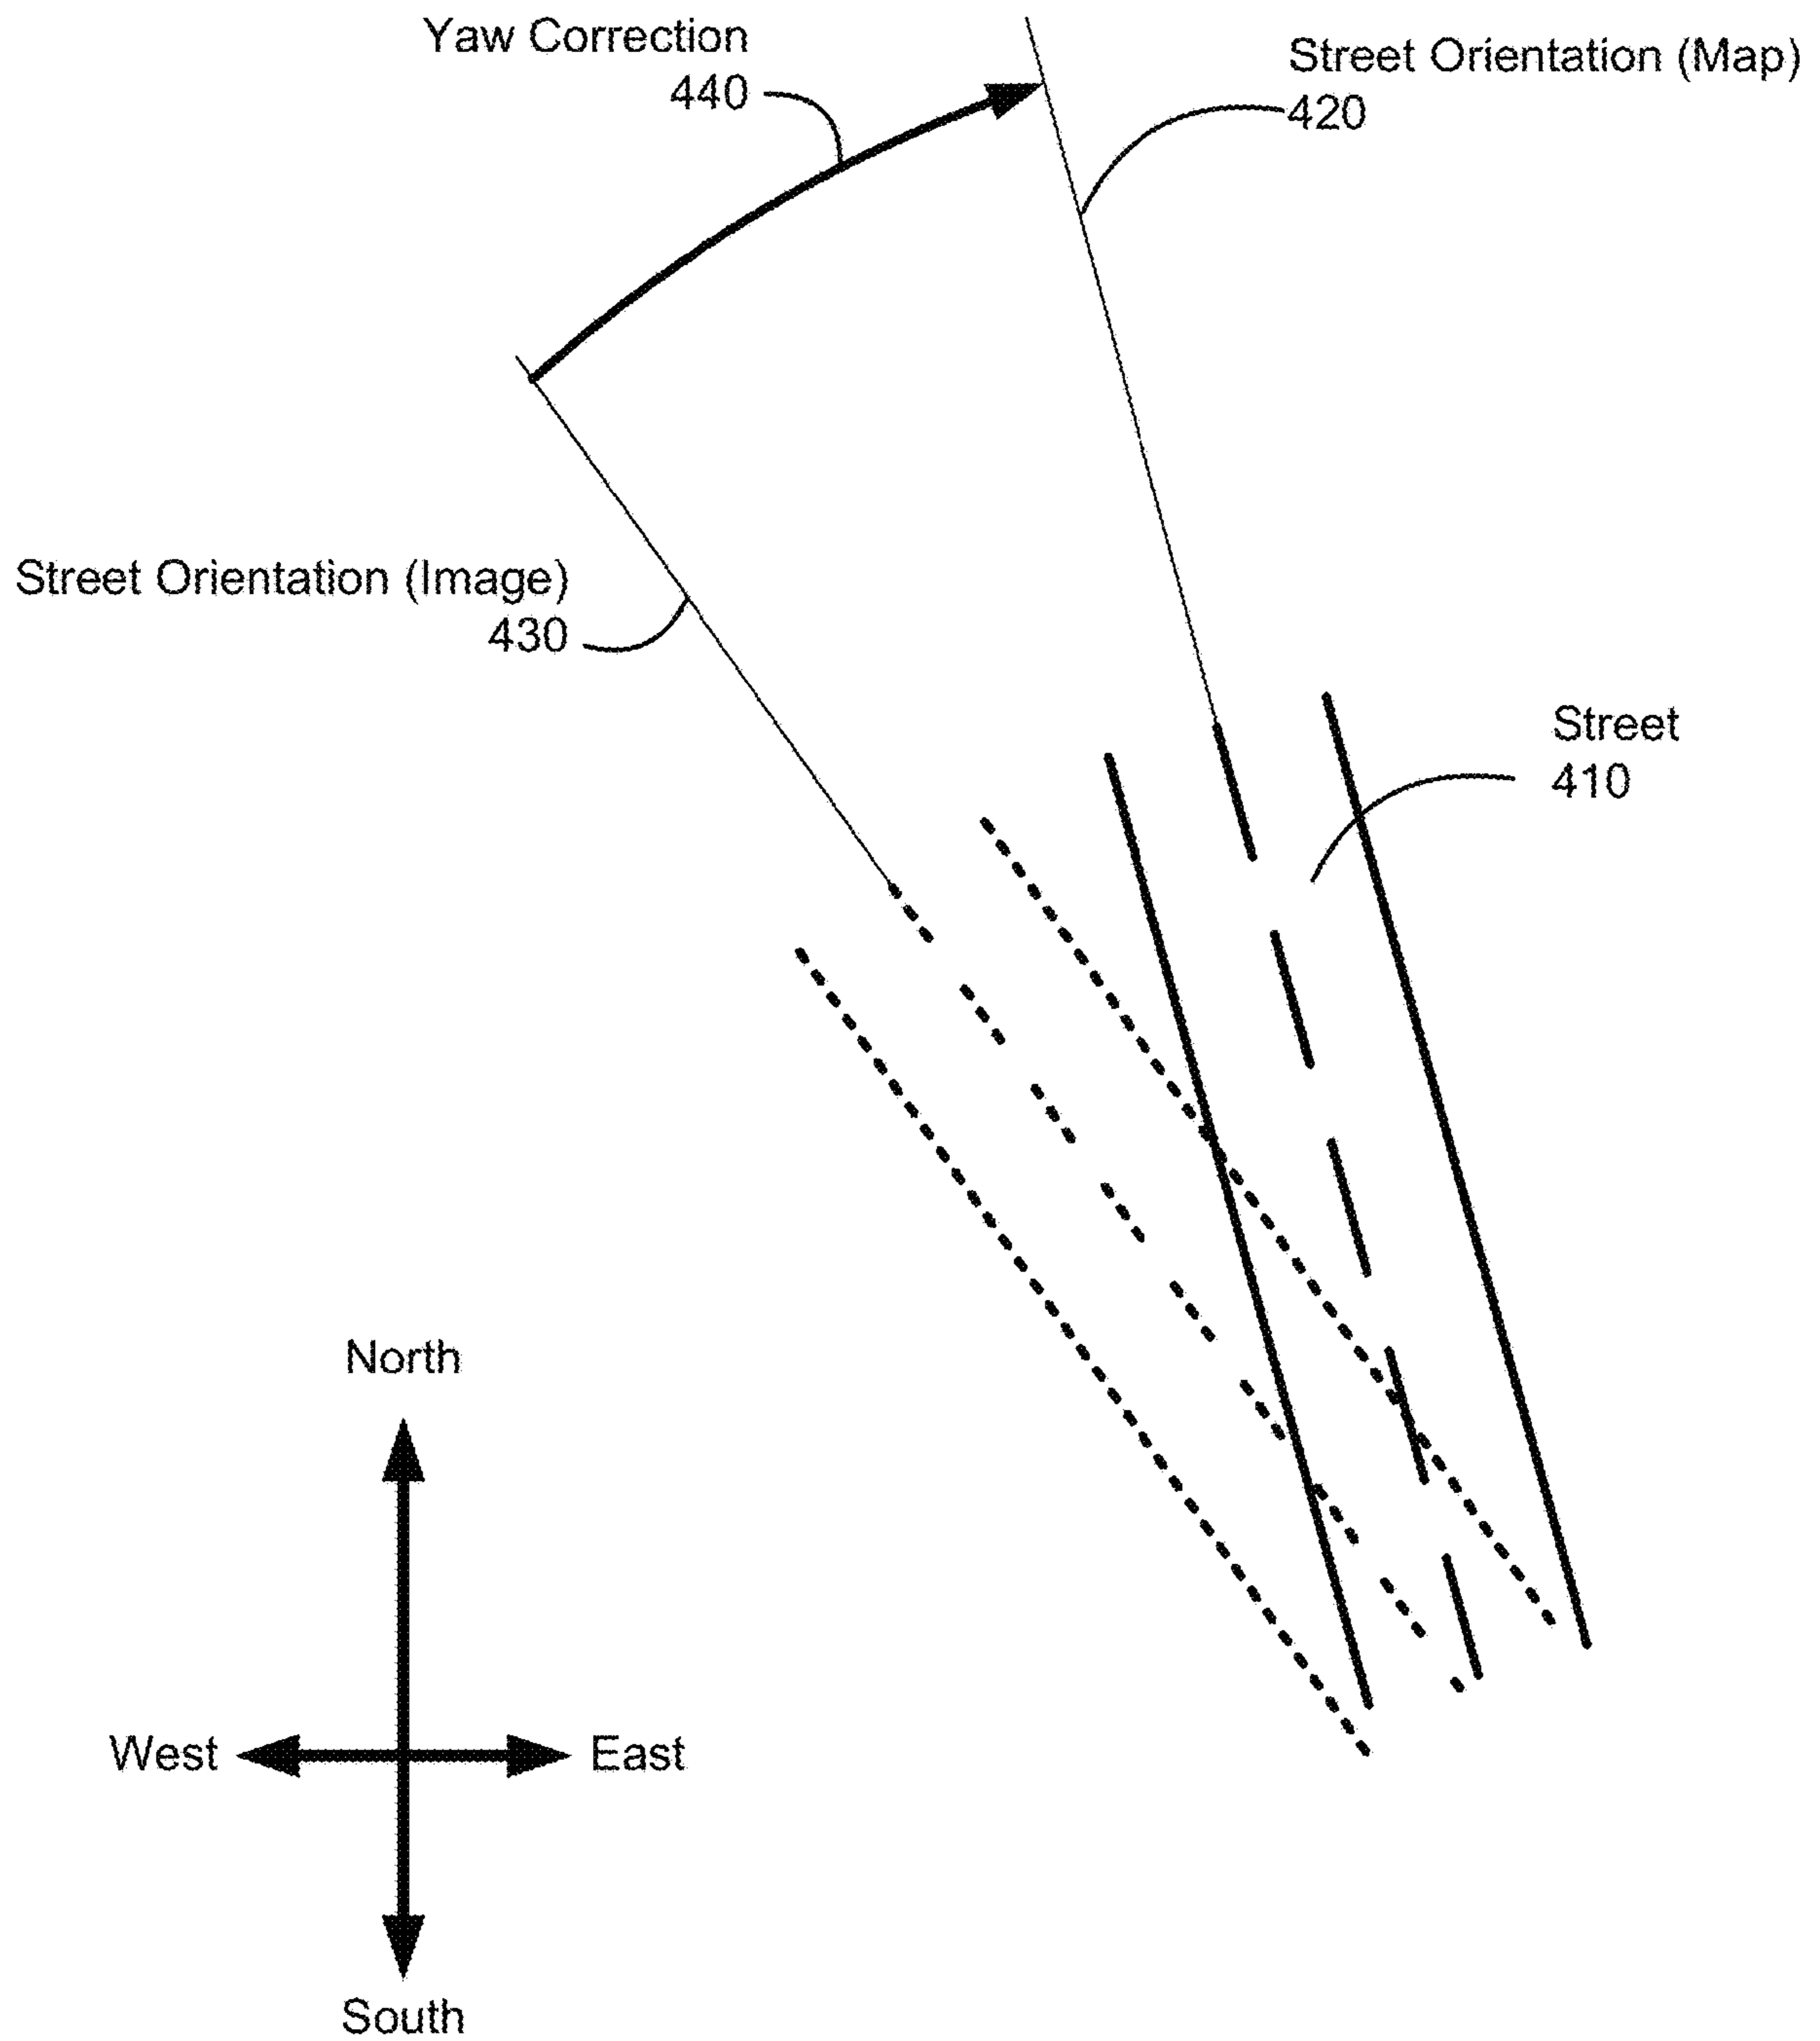 Yaw Correction
440
Street Orientation (Map)
420
Street Orientation (Image)
430
Street
410
North
West
East
South